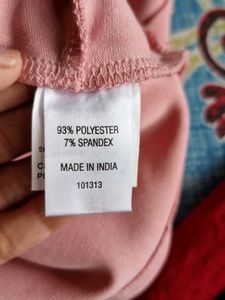 93% POLYESTER
7% SPANDEX
MADE IN INDIA
101313